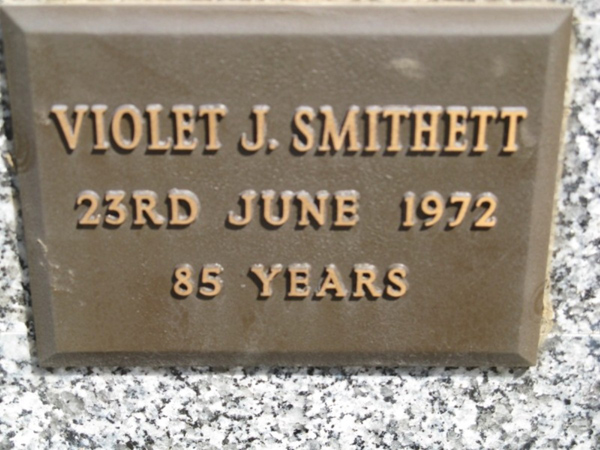 VIOLET J. SMITHETT
23RD JUNE 1972
85 YEARS